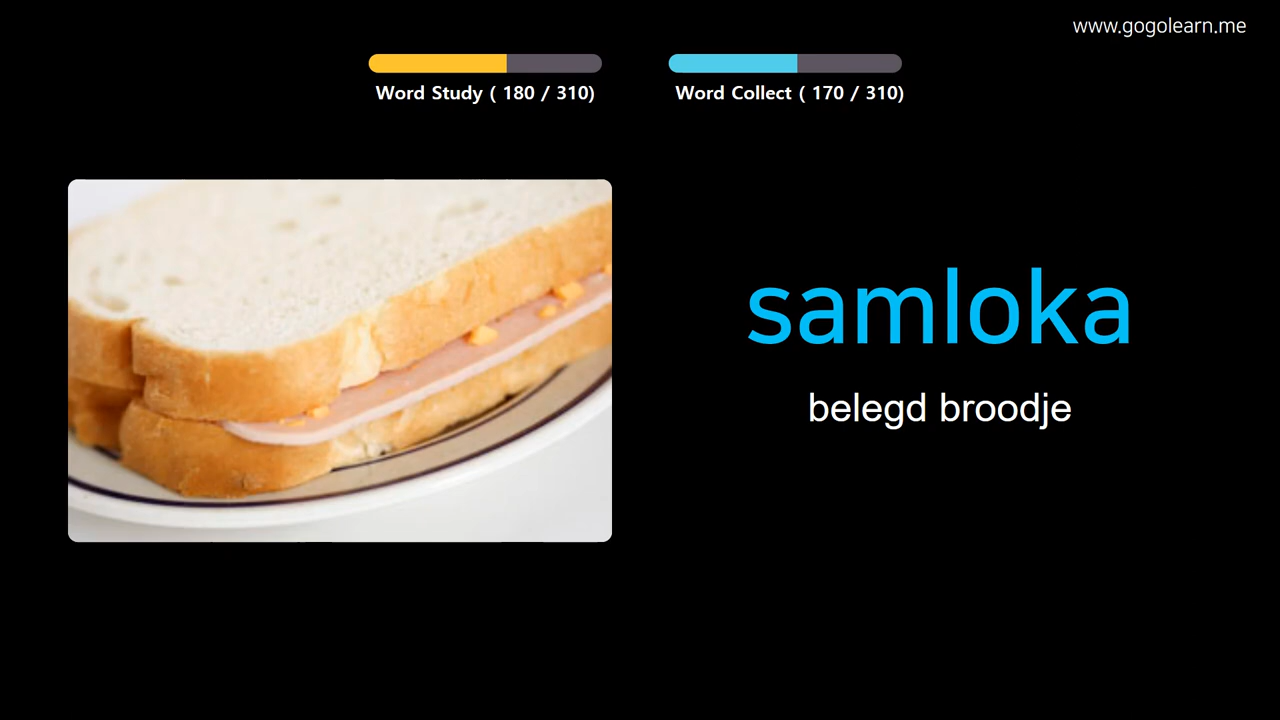 www.gogolearn.me
Word Study ( 180 / 310)
Word Collect ( 170 / 310)
samloka
belegd broodje